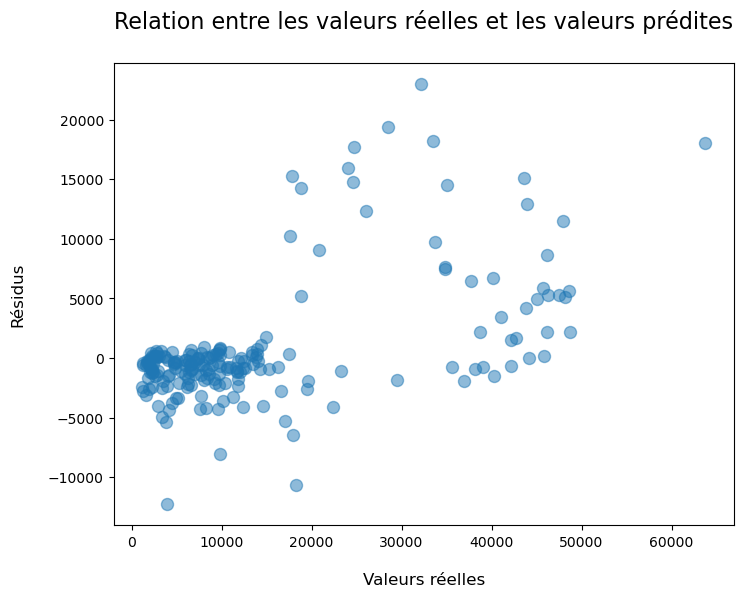 Relation entre les valeurs réelles et les valeurs prédites
20000
15000
10000
5000
0
−5000
−10000
Résidus
0 10000 20000 30000 40000 50000 60000
Valeurs réelles